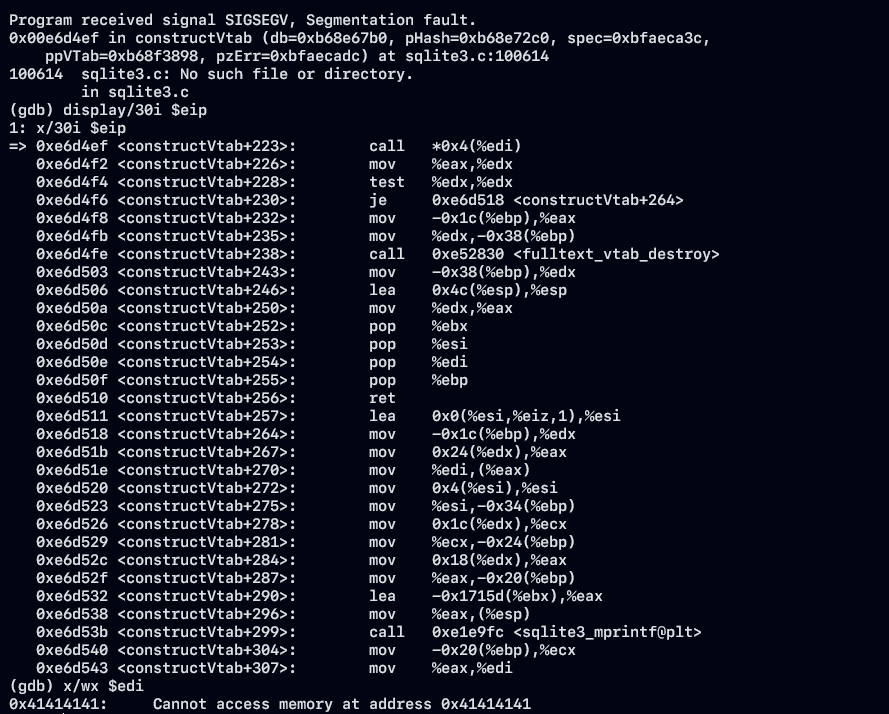 Program received signal SIGSEGV, Segmentation fault.
0x00e6d4ef in constructVtab (db=0xb68e67b0, pHash=0xb68e72c0, spec=0xbfaeca3c,
    ppVTab=0xb68f3898, pzErr=0xbfaecadc) at sqlite3.c:100614
100614  sqlite3.c: No such file or directory.
        in sqlite3.c
(gdb) display/30i $eip
1: x/30i $eip
=> 0xe6d4ef <constructVtab+223>:        call   *0x4(%edi)
   0xe6d4f2 <constructVtab+226>:        mov    %eax,%edx
   0xe6d4f4 <constructVtab+228>:        test   %edx,%edx
   0xe6d4f6 <constructVtab+230>:        je     0xe6d518 <constructVtab+264>
   0xe6d4f8 <constructVtab+232>:        mov    -0x1c(%ebp),%eax
   0xe6d4fb <constructVtab+235>:        mov    %edx,-0x38(%ebp)
   0xe6d4fe <constructVtab+238>:        call   0xe52830 <fulltext_vtab_destroy>
   0xe6d503 <constructVtab+243>:        mov    -0x38(%ebp),%edx
   0xe6d506 <constructVtab+246>:        lea    0x4c(%esp),%esp
   0xe6d50a <constructVtab+250>:        mov    %edx,%eax
   0xe6d50c <constructVtab+252>:        pop    %ebx
   0xe6d50d <constructVtab+253>:        pop    %esi
   0xe6d50e <constructVtab+254>:        pop    %edi
   0xe6d50f <constructVtab+255>:        pop    %ebp
   0xe6d510 <constructVtab+256>:        ret
   0xe6d511 <constructVtab+257>:        lea    0x0(%esi,%eiz,1),%esi
   0xe6d518 <constructVtab+264>:        mov    -0x1c(%ebp),%edx
   0xe6d51b <constructVtab+267>:        mov    0x24(%edx),%eax
   0xe6d51e <constructVtab+270>:        mov    %edi,(%eax)
   0xe6d520 <constructVtab+272>:        mov    0x4(%esi),%esi
   0xe6d523 <constructVtab+275>:        mov    %esi,-0x34(%ebp)
   0xe6d526 <constructVtab+278>:        mov    0x1c(%edx),%ecx
   0xe6d529 <constructVtab+281>:        mov    %ecx,-0x24(%ebp)
   0xe6d52c <constructVtab+284>:        mov    0x18(%edx),%eax
   0xe6d52f <constructVtab+287>:        mov    %eax,-0x20(%ebp)
   0xe6d532 <constructVtab+290>:        lea    -0x1715d(%ebx),%eax
   0xe6d538 <constructVtab+296>:        mov    %eax,(%esp)
   0xe6d53b <constructVtab+299>:        call   0xe1e9fc <sqlite3_mprintf@plt>
   0xe6d540 <constructVtab+304>:        mov    -0x20(%ebp),%ecx
   0xe6d543 <constructVtab+307>:        mov    %eax,%edi
(gdb) x/wx $edi
0x41414141:     Cannot access memory at address 0x41414141